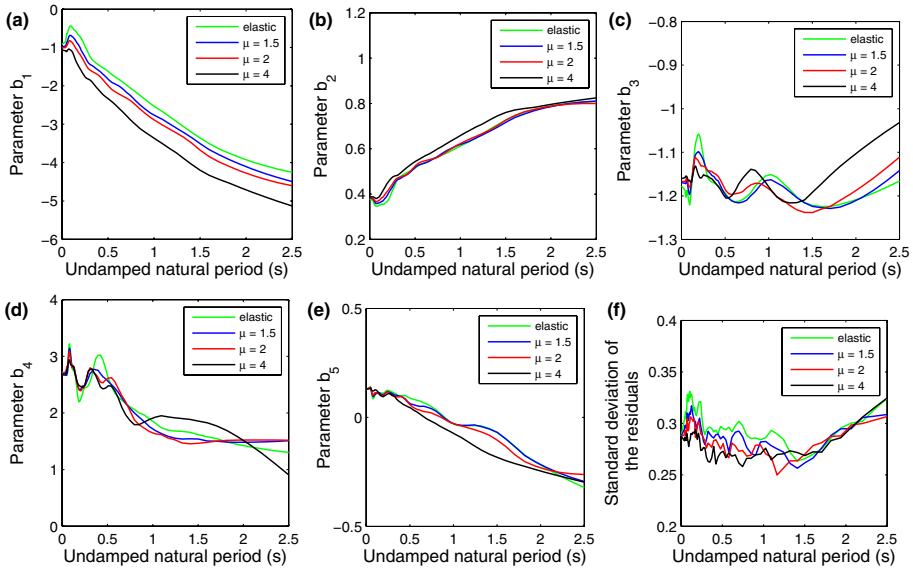 (a)
0
−1
−2
−3
−4
−5
−6
0 0.5 1 1.5 2 2.5
Parameter b1
Undamped natural period (s)
elastic
μ = 1.5
μ = 2
μ = 4
(b)
1.2
1
0.8
0.6
0.4
0.2
0 0.5 1 1.5 2 2.5
Parameter b2
Undamped natural period (s)
elastic
μ = 1.5
μ = 2
μ = 4
(c)
−0.8
−0.9
−1
−1.1
−1.2
−1.3
0 0.5 1 1.5 2 2.5
Parameter b3
Undamped natural period (s)
elastic
μ = 1.5
μ = 2
μ = 4
(d)
4
3
2
1
0
0 0.5 1 1.5 2 2.5
Parameter b4
Undamped natural period (s)
elastic
μ = 1.5
μ = 2
μ = 4
(e)
0.5
0
−0.5
0 0.5 1 1.5 2 2.5
Parameter b5
Undamped natural period (s)
elastic
μ = 1.5
μ = 2
μ = 4
(f)
0.4
0.35
0.3
0.25
0.2
0 0.5 1 1.5 2 2.5
Standard deviation of
the residuals
Undamped natural period (s)
elastic
μ = 1.5
μ = 2
μ = 4